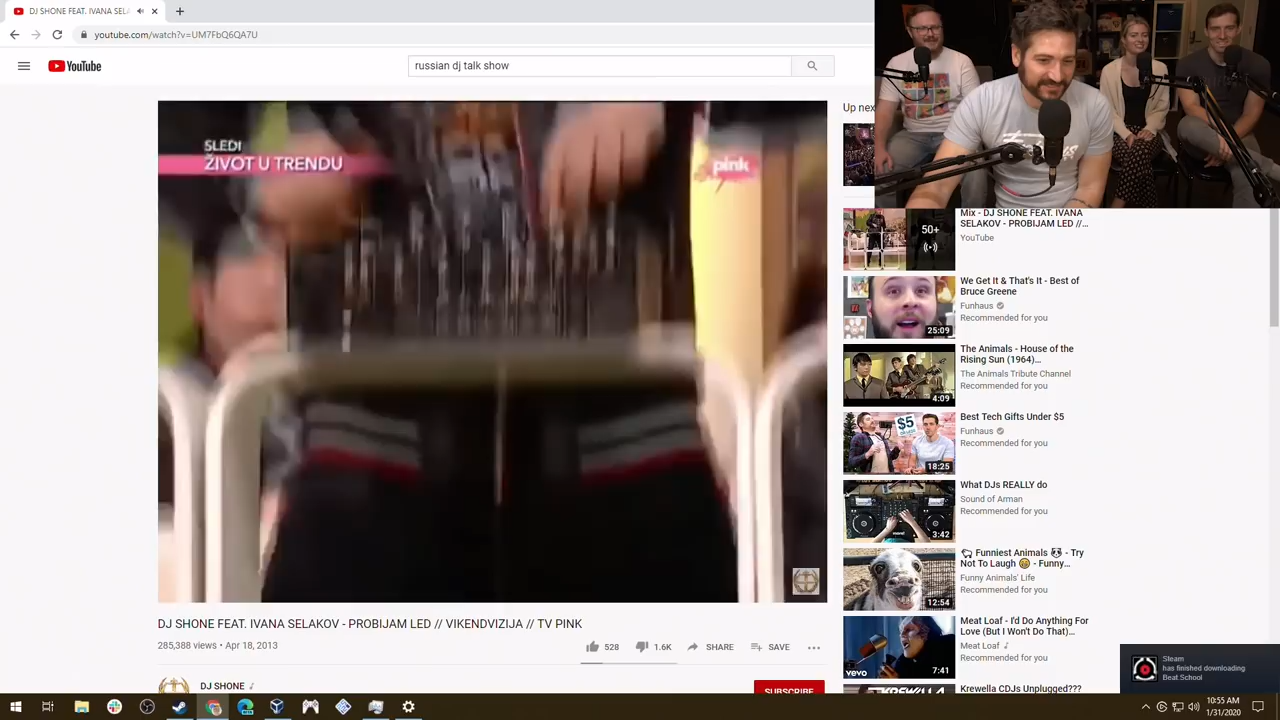 DJ SHONE FEAT. IVANA SELA
youtube.com/watch?v=UM7FbQ6QA7U
YouTube
russian dj talk show
SLEDI
ŽIVOT U TRENDU
pink
DJ SHONE FEAT. IVANA SELAKOV - PROBIJAM LED // VIKENDVIZIJA // TV PINK
285,388 views • Apr 18, 2013
528
1.6K
SHARE
SAVE
DJ SHONE
SUBSCRIBE
Up nex
50+
Mix - DJ SHONE FEAT. IVANA
SELAKOV - PROBIJAM LED //…
YouTube
We Get It & That's It - Best of
Bruce Greene
Funhaus
Recommended for you
25:09
The Animals - House of the
Rising Sun (1964)…
The Animals Tribute Channel
Recommended for you
4:09
$5
Best Tech Gifts Under $5
Funhaus
Recommended for you
18:25
What DJs REALLY do
Sound of Arman
Recommended for you
3:42
Funniest Animals - Try
Not To Laugh - Funny…
Funny Animals' Life
Recommended for you
12:54
Meat Loaf - I'd Do Anything For
Love (But I Won't Do That)…
Meat Loaf
Recommended for you
vevo
7:41
Krewella CDJs Unplugged???
KREWELLA
Steam
has finished downloading
Beat.School
10:55 AM
1/31/2020